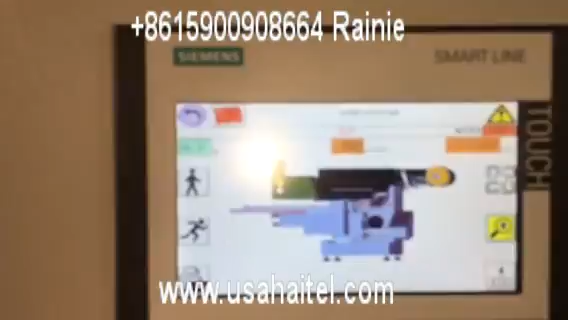 +8615900908664 Rainie
SIEMENS
SMART LINE
TOUCH
www.usahaitel.com